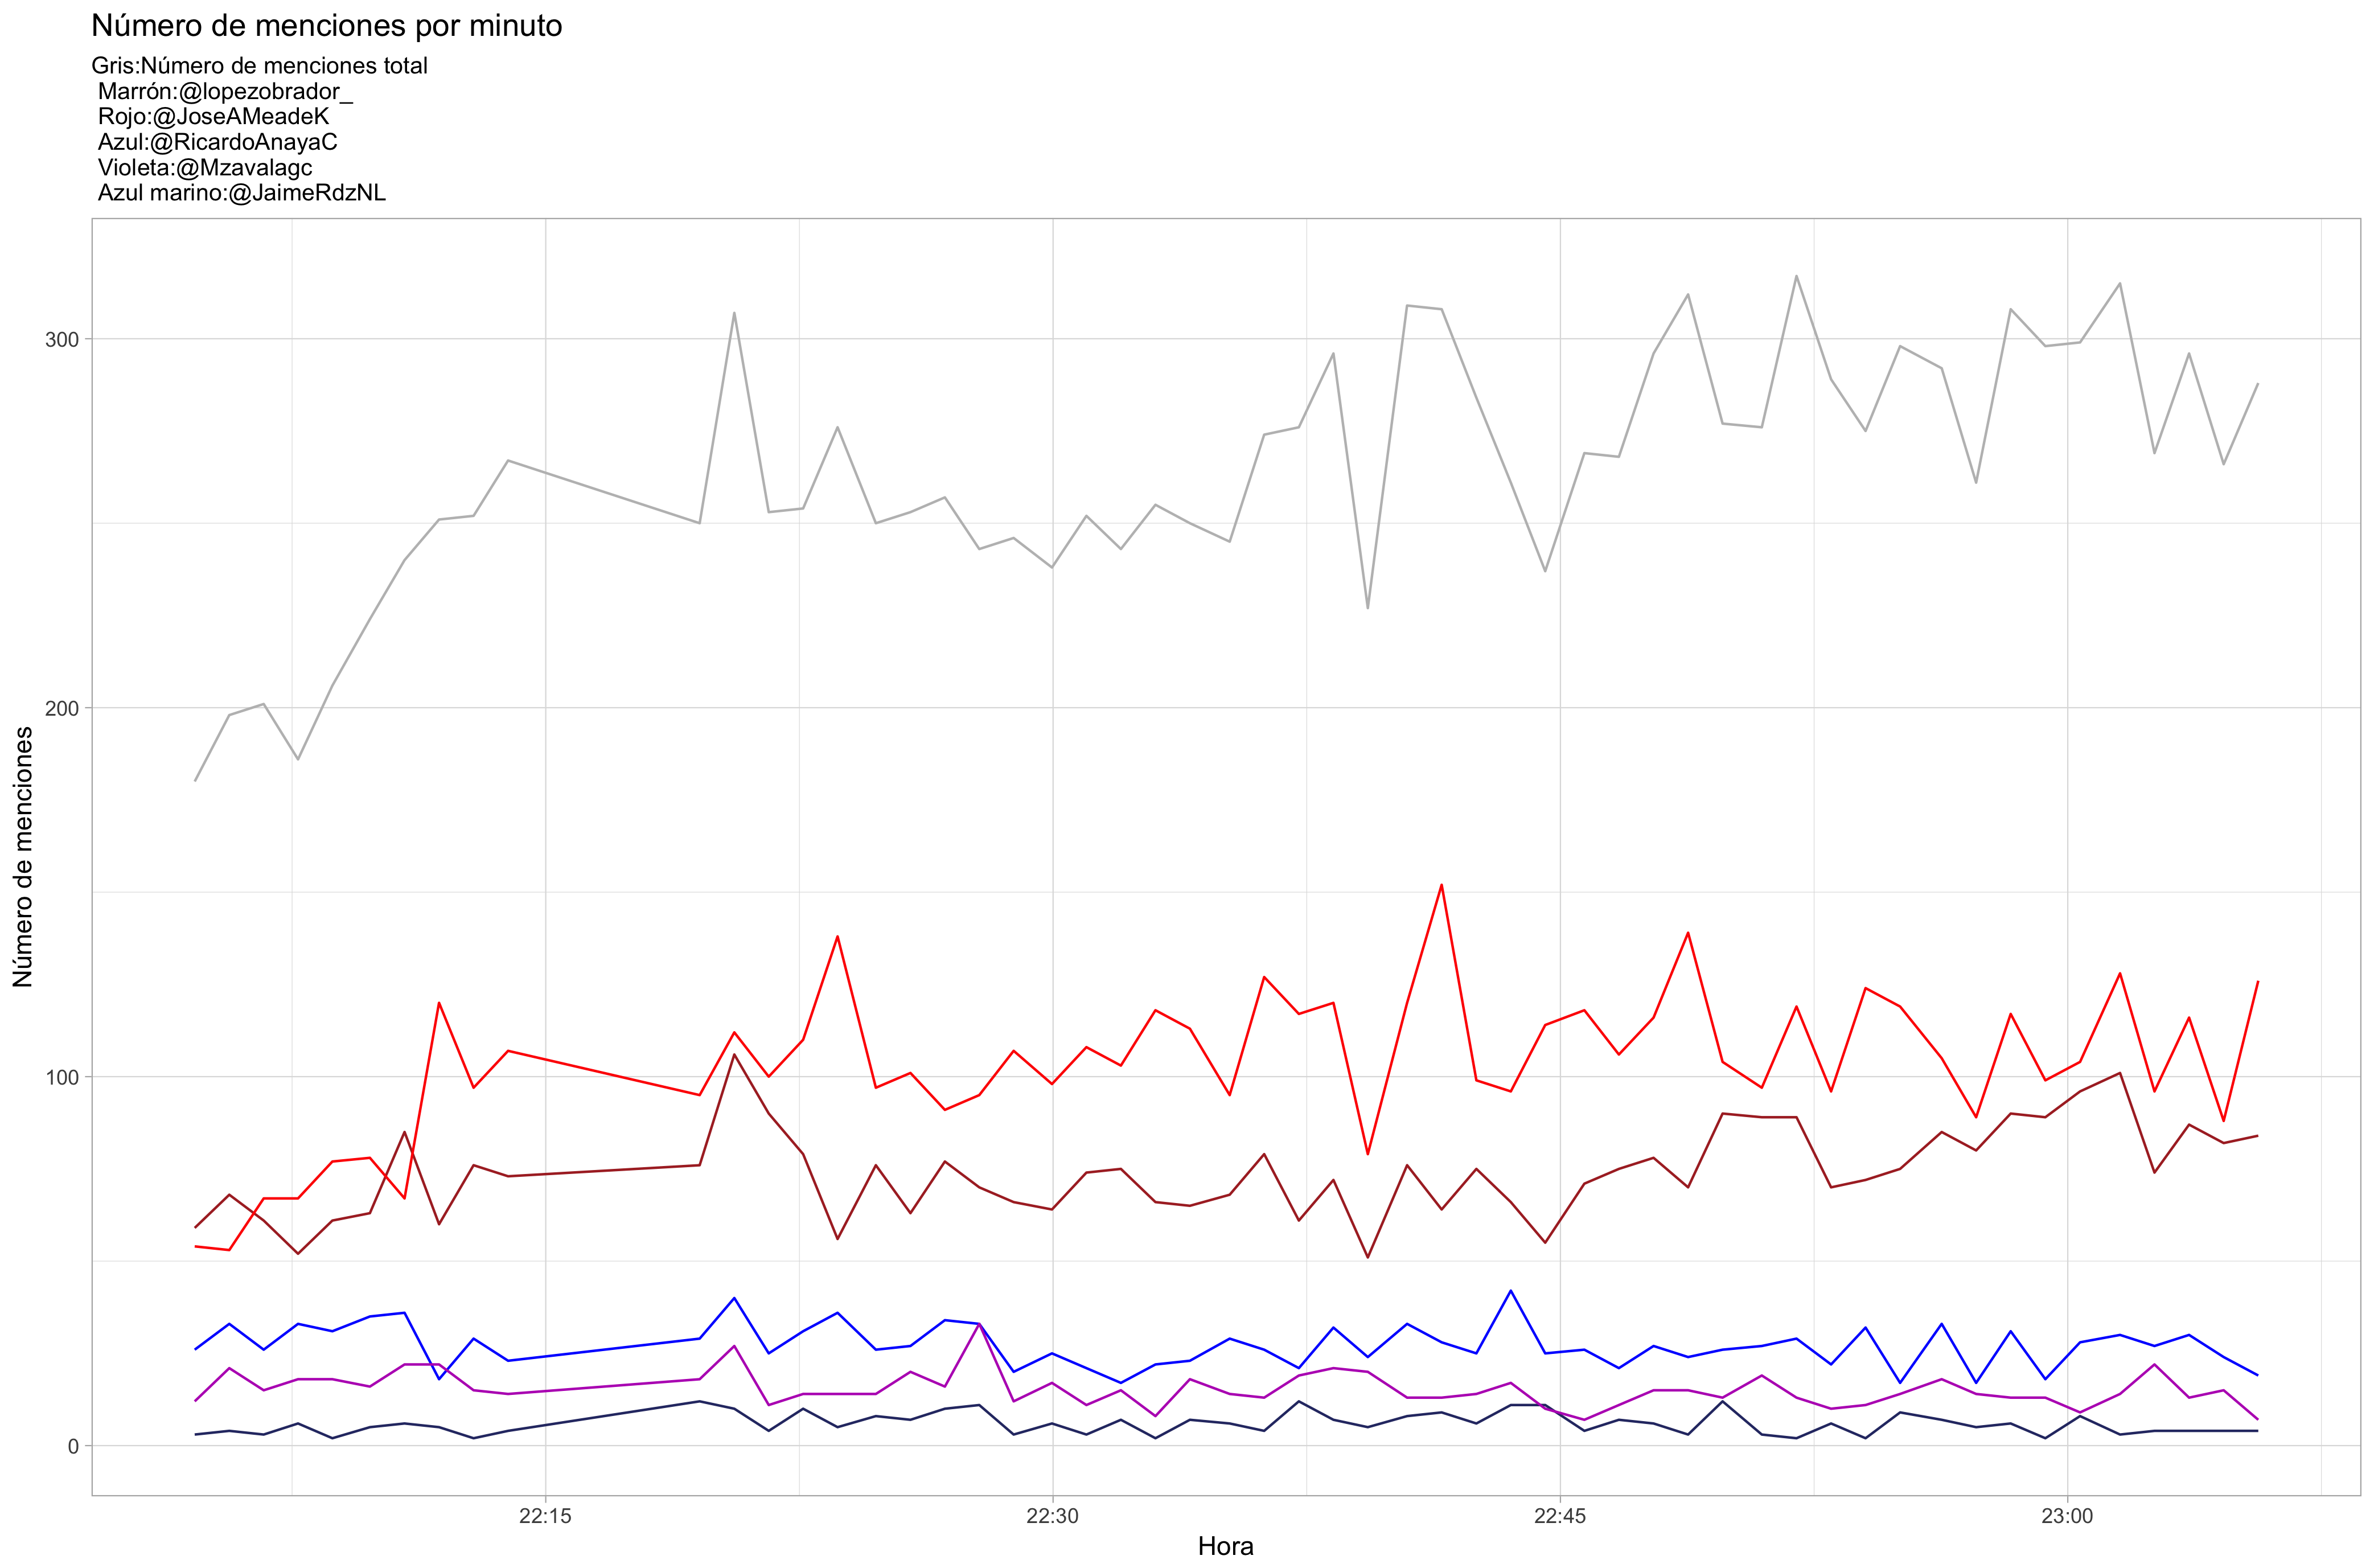 Número de menciones por minuto
Gris:Número de menciones total
Marrón:@lopezobrador_
Rojo:@JoseAMeadeK
Azul:@RicardoAnayaC
Violeta:@Mzavalagc
Azul marino:@JaimeRdzNL
Número de menciones
300
200
100
0
22:15
22:30
22:45
23:00
Hora